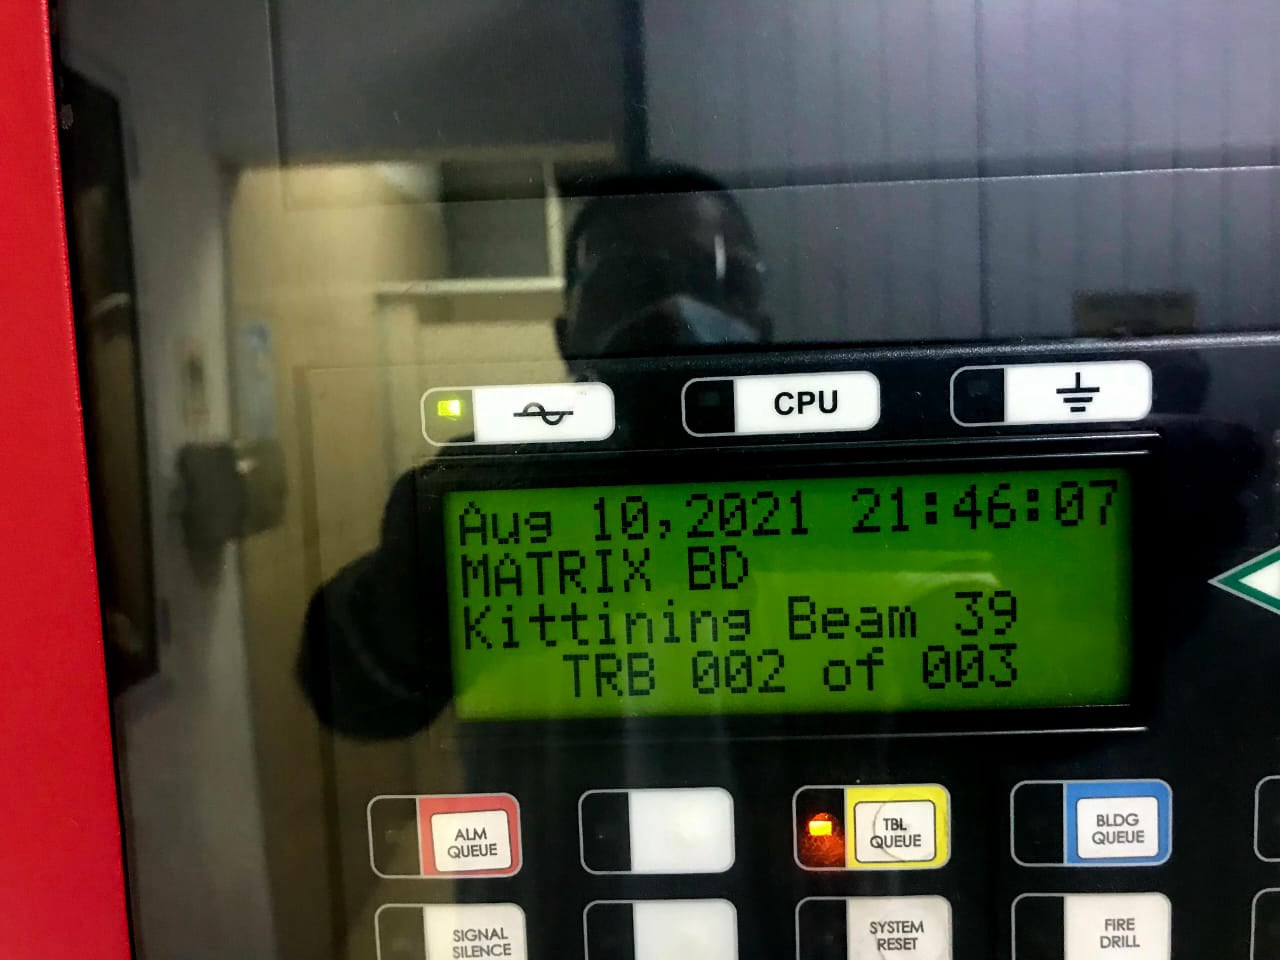 CPU
Aug 10,2021 21:46:07
MATRIX BD
Kittining Beam 39
TRB 002 of 003
ALM QUEUE
TBL QUEUE
BLDG QUEUE
SIGNAL SILENCE
SYSTEM RESET
FIRE DRILL